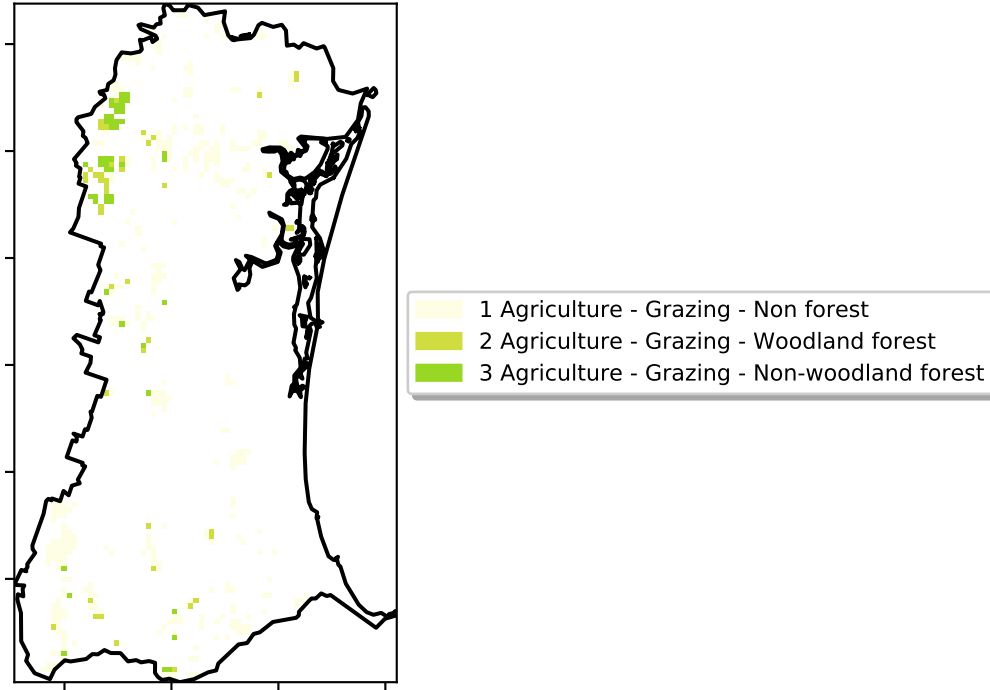 1 Agriculture - Grazing - Non forest
2 Agriculture - Grazing - Woodland forest
3 Agriculture - Grazing - Non-woodland forest